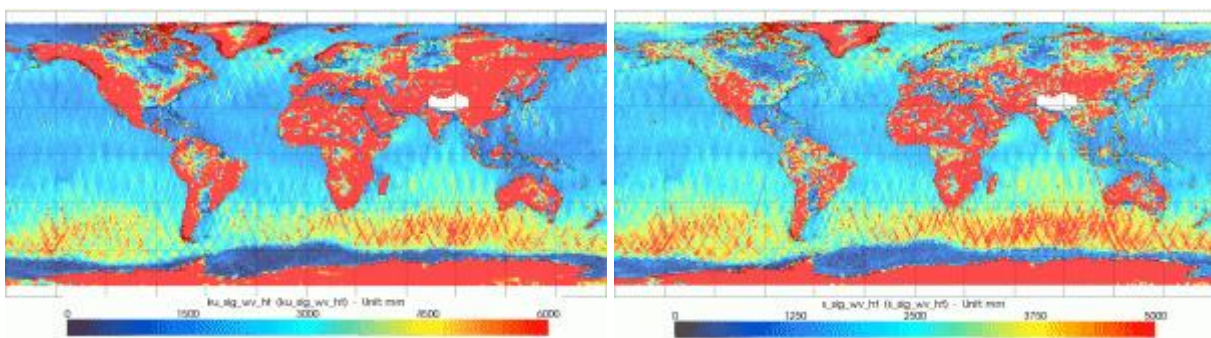 ku_sig_wv_ht (ku_sig_wv_ht) - Unit mm
0 1500 3000 4500 6000
s_sig_wv_ht (s_sig_wv_ht) - Unit mm
0 1250 2500 3750 5000